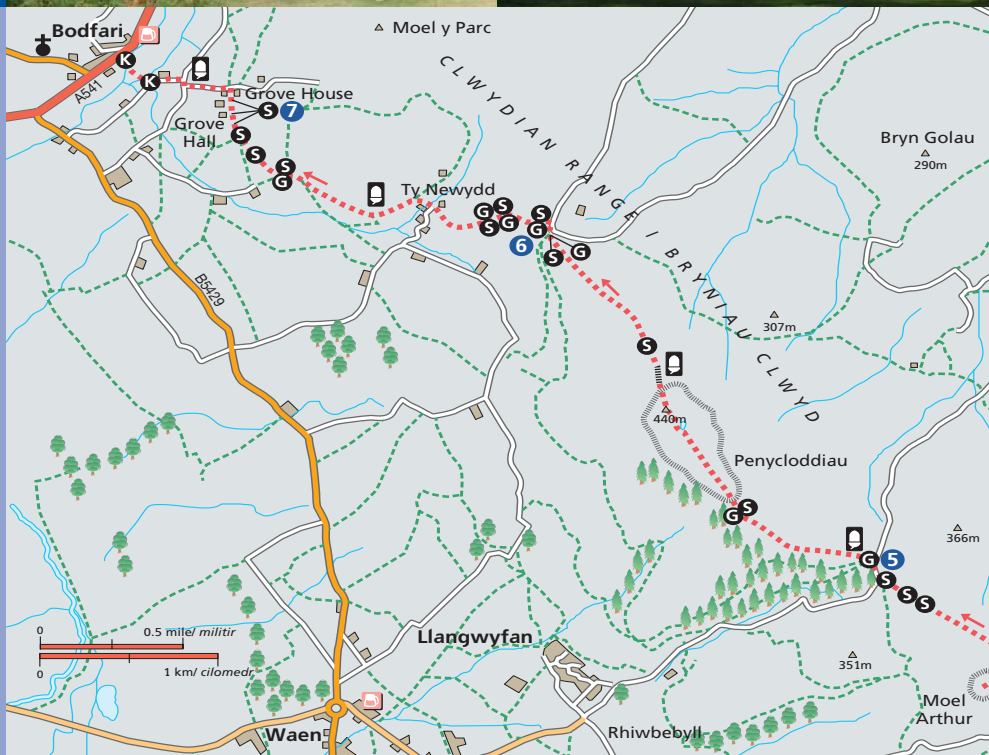 Bodfari
Moel y Parc
K
K
A541
Grove House
S 7
Grove
Hall
S
S
S
G
CLWYDIAN RANGE / BRYNIAU CLWYD
Bryn Golau
290m
Ty Newydd
G S
S G
S
G
6
S
G
B5429
307m
S
440m
Penycloddiau
S
G
366m
G 5
S
S S
0 0.5 mile/ militir
0 1 km/ cilomedr
Llangwyfan
351m
Moel
Arthur
Rhiwbebyll
Waen